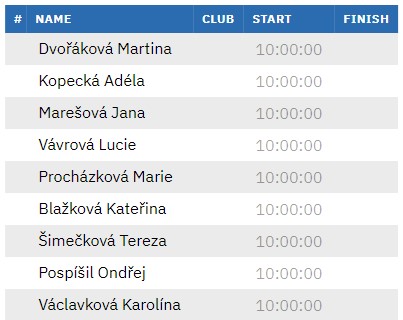 # NAME CLUB START FINISH
Dvořáková Martina 10:00:00
Kopecká Adéla 10:00:00
Marešová Jana 10:00:00
Vávrová Lucie 10:00:00
Procházková Marie 10:00:00
Blažková Kateřina 10:00:00
Šimečková Tereza 10:00:00
Pospíšil Ondřej 10:00:00
Václavková Karolína 10:00:00